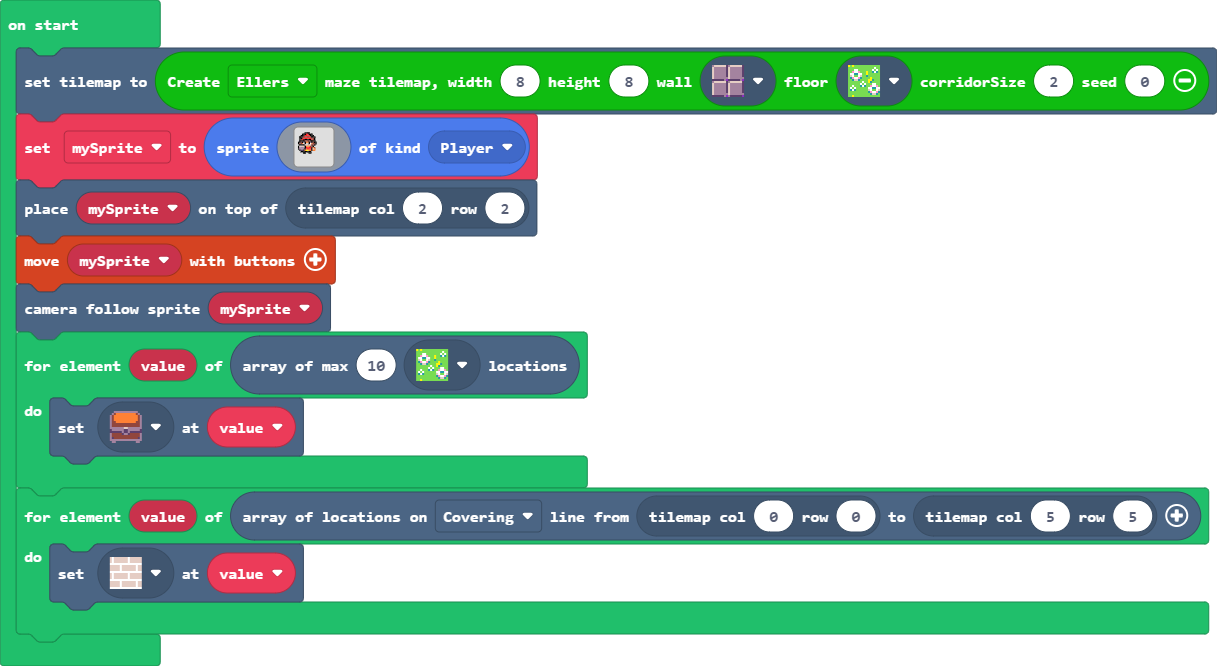 on start
set tilemap to Create Ellers maze tilemap, width 8 height 8 wall floor corridorSize 2 seed 0
set mySprite to sprite of kind Player
place mySprite on top of tilemap col 2 row 2
move mySprite with buttons
camera follow sprite mySprite
for element value of array of max 10 locations
do
set at value
for element value of array of locations on Covering line from tilemap col 0 row 0 to tilemap col 5 row 5
do
set at value